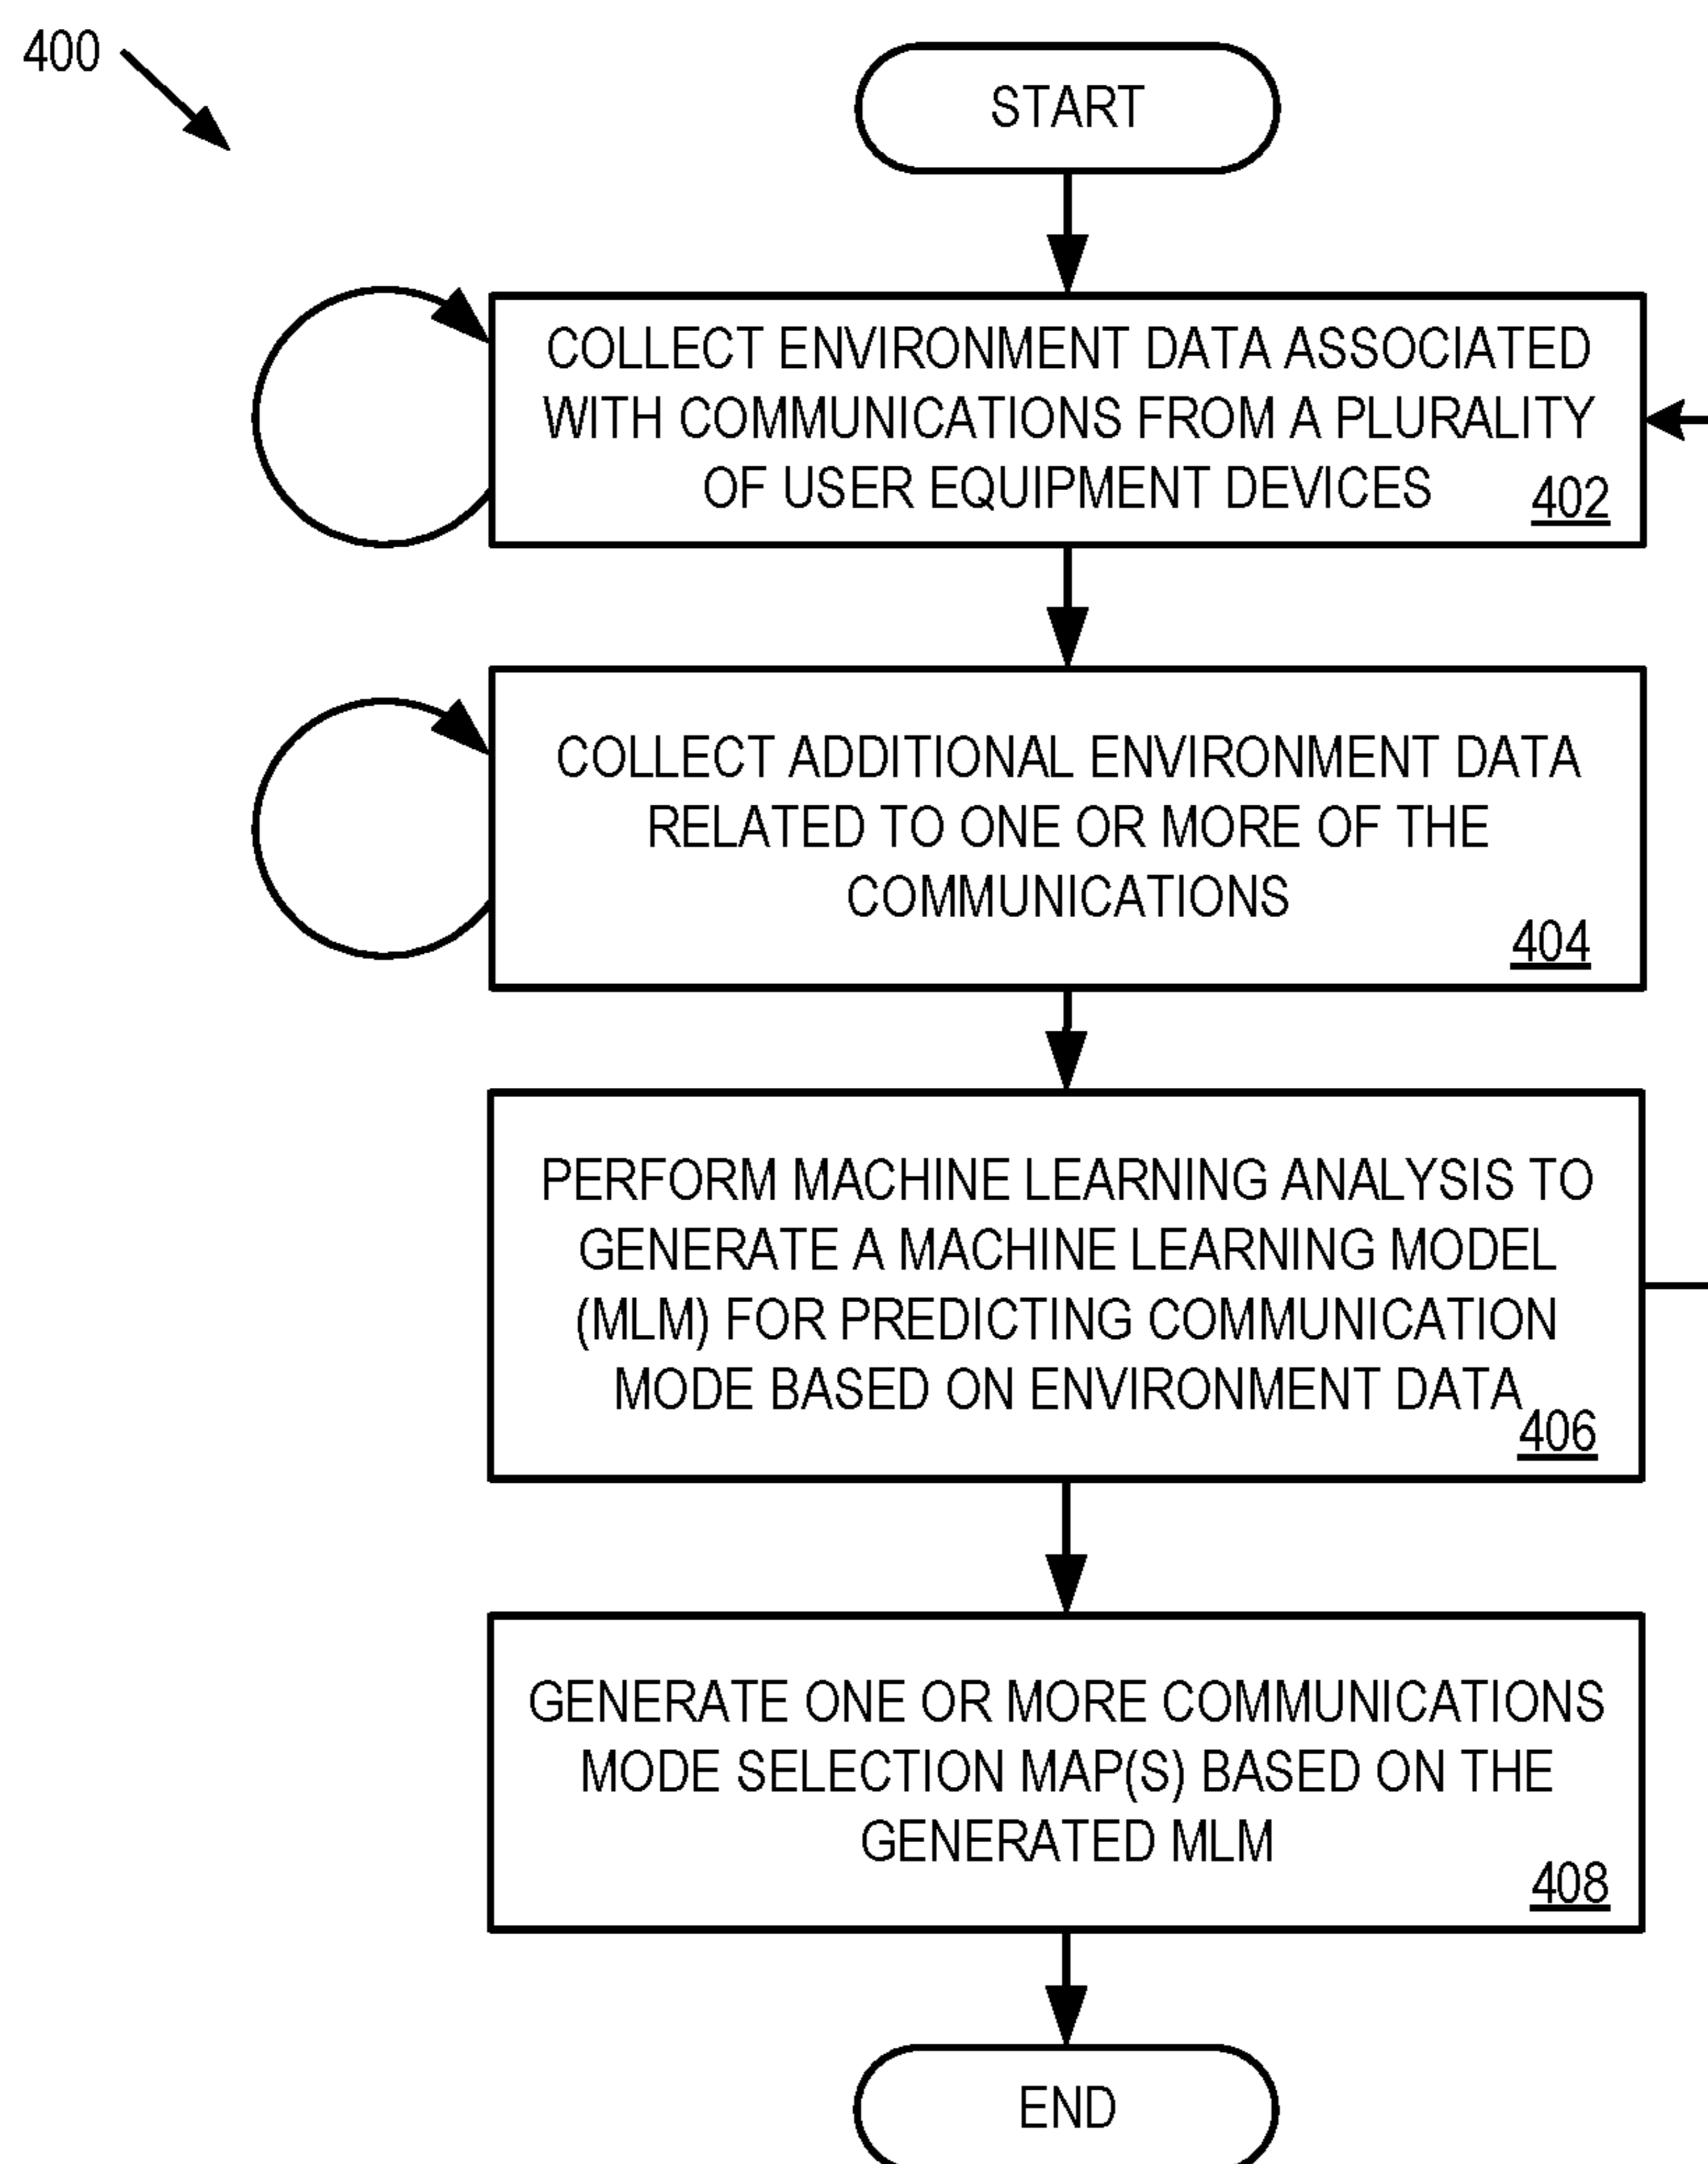 400
START
COLLECT ENVIRONMENT DATA ASSOCIATED
WITH COMMUNICATIONS FROM A PLURALITY
OF USER EQUIPMENT DEVICES
402
COLLECT ADDITIONAL ENVIRONMENT DATA
RELATED TO ONE OR MORE OF THE
COMMUNICATIONS
404
PERFORM MACHINE LEARNING ANALYSIS TO
GENERATE A MACHINE LEARNING MODEL
(MLM) FOR PREDICTING COMMUNICATION
MODE BASED ON ENVIRONMENT DATA
406
GENERATE ONE OR MORE COMMUNICATIONS
MODE SELECTION MAP(S) BASED ON THE
GENERATED MLM
408
END